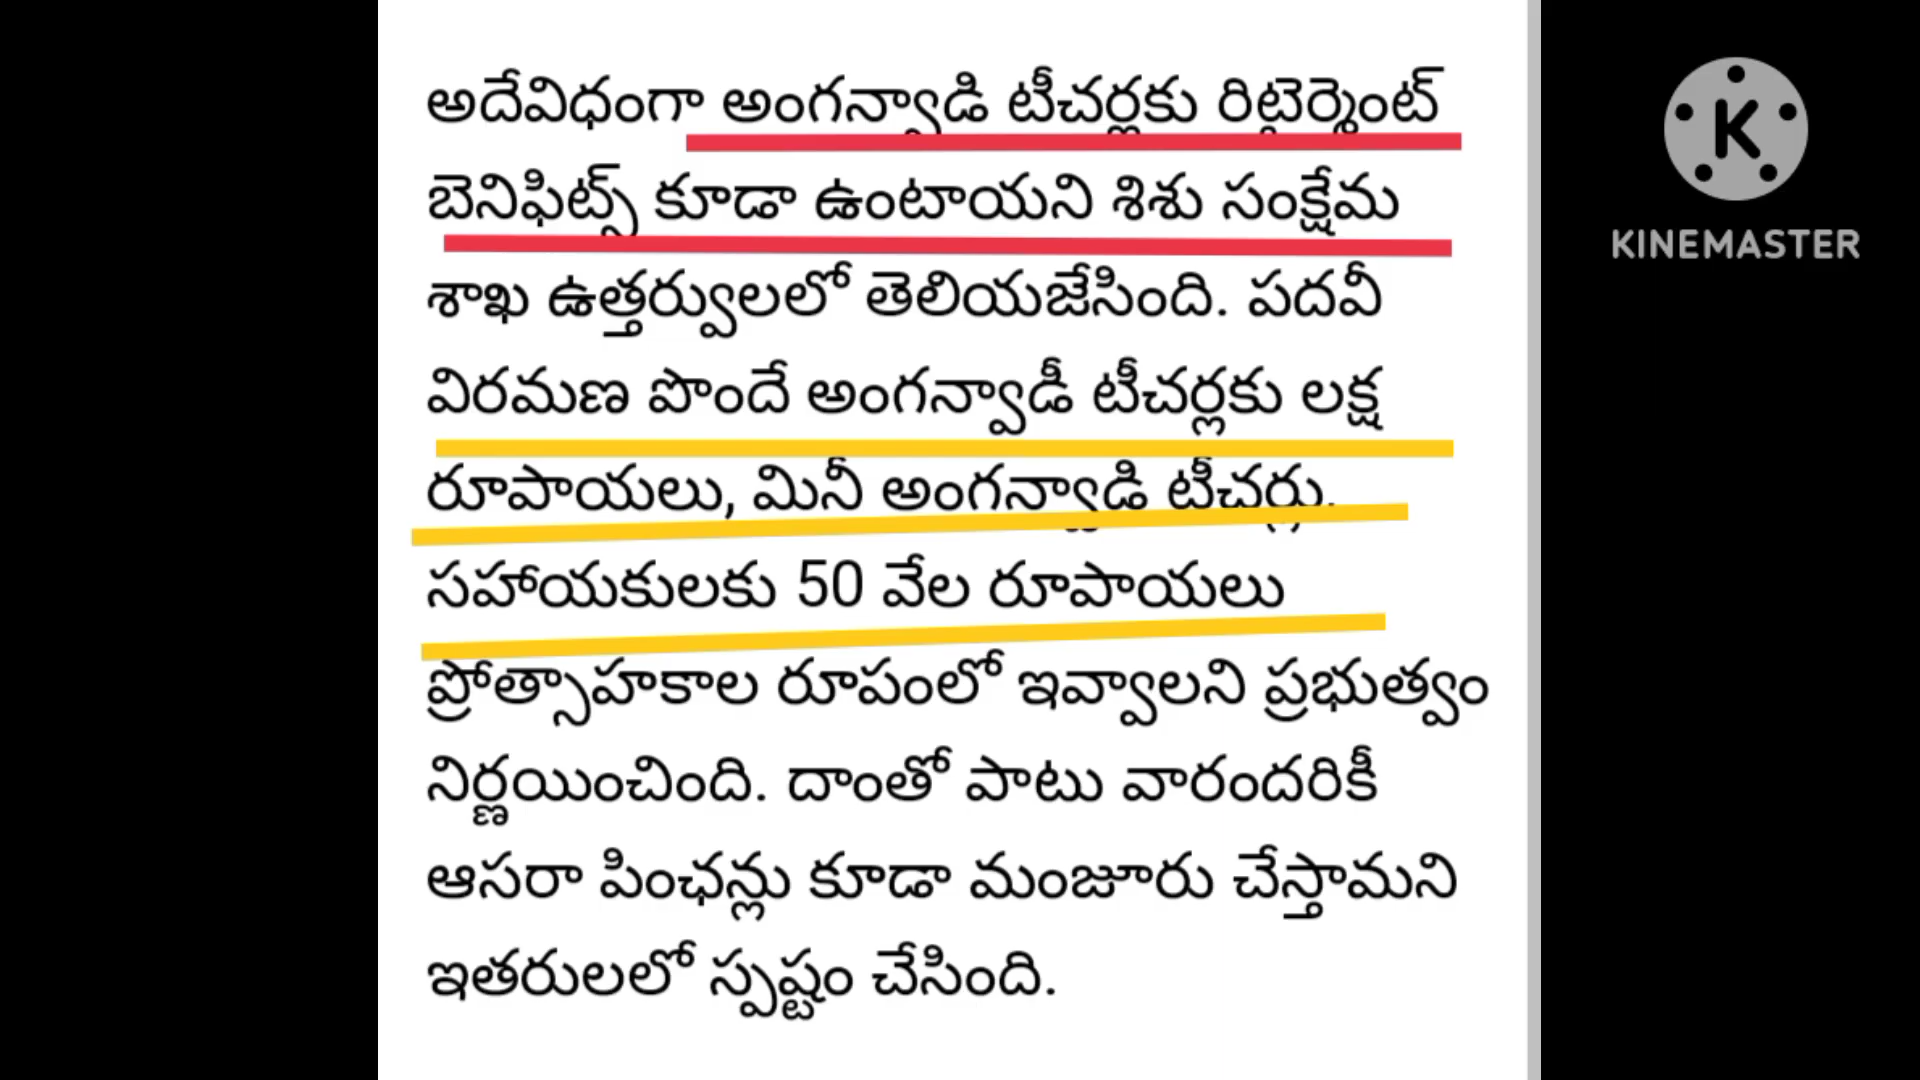 అదేవిధంగా అంగన్వాడి టీచర్లకు రిటైర్మెంట్
బెనిఫిట్స్ కూడా ఉంటాయని శిశు సంక్షేమ
శాఖ ఉత్తర్వులలో తెలియజేసింది. పదవీ
విరమణ పొందే అంగన్వాడీ టీచర్లకు లక్ష
రూపాయలు, మినీ అంగన్వాడి టీచర్లు,
సహాయకులకు 50 వేల రూపాయలు
ప్రోత్సాహకాల రూపంలో ఇవ్వాలని ప్రభుత్వం
నిర్ణయించింది. దాంతో పాటు వారందరికీ
ఆసరా పింఛన్లు కూడా మంజూరు చేస్తామని
ఇతరులలో స్పష్టం చేసింది.
KINEMASTER